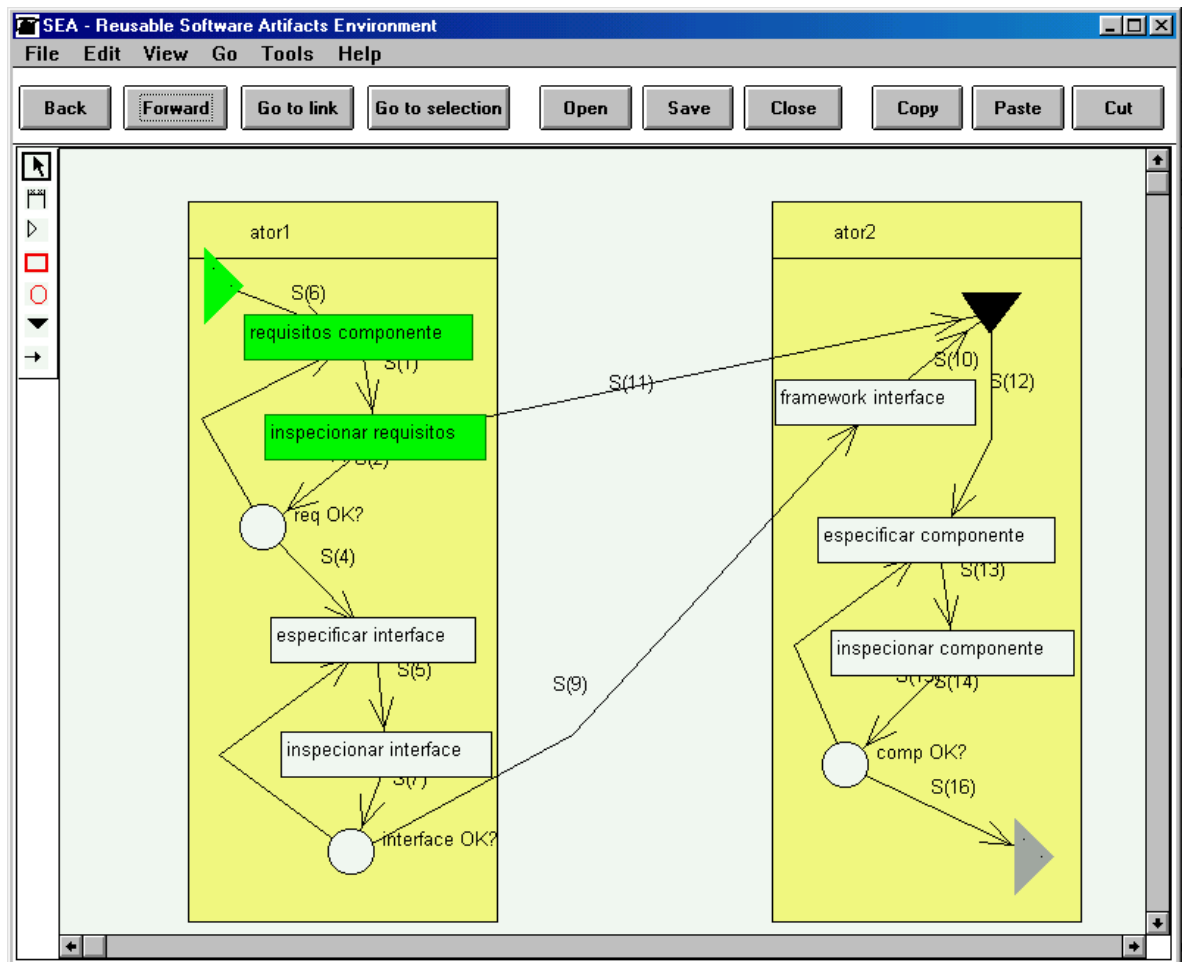 SEA - Reusable Software Artifacts Environment
File Edit View Go Tools Help
Back Forward Go to link Go to selection Open Save Close Copy Paste Cut
ator1
S(6)
requisitos componente
S(1)
inspecionar requisitos
S(2)
req OK?
S(4)
especificar interface
S(5)
inspecionar interface
S(7)
interface OK?
S(11)
S(9)
ator2
S(10)
S(12)
framework interface
especificar componente
S(13)
inspecionar componente
S(15)
S(14)
comp OK?
S(16)